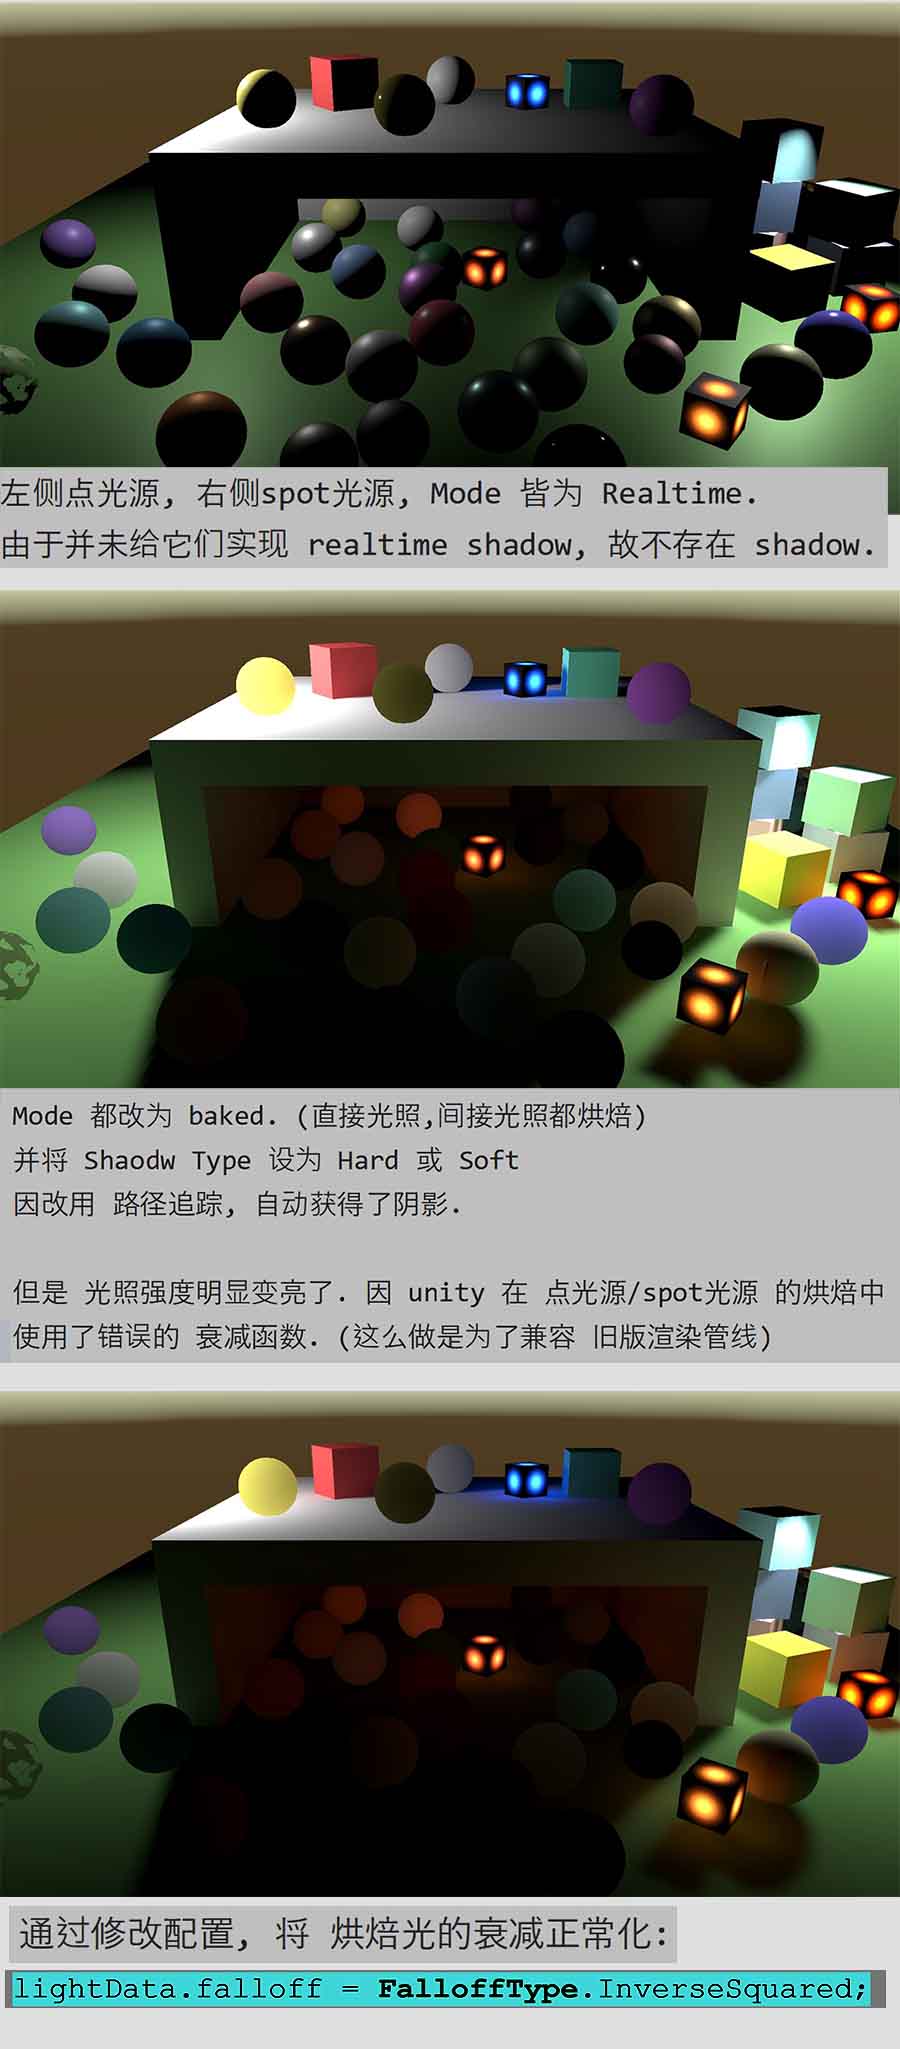 左侧点光源, 右侧spot光源, Mode 皆为 Realtime.
由于并未给它们实现 realtime shadow, 故不存在 shadow.
Mode 都改为 baked. (直接光照,间接光照都烘焙)
并将 Shaodw Type 设为 Hard 或 Soft
因改用 路径追踪, 自动获得了阴影.
但是 光照强度明显变亮了. 因 unity 在 点光源/spot光源 的烘焙中
使用了错误的 衰减函数. (这么做是为了兼容 旧版渲染管线)
通过修改配置, 将 烘焙光的衰减正常化:
lightData.falloff = FalloffType.InverseSquared;